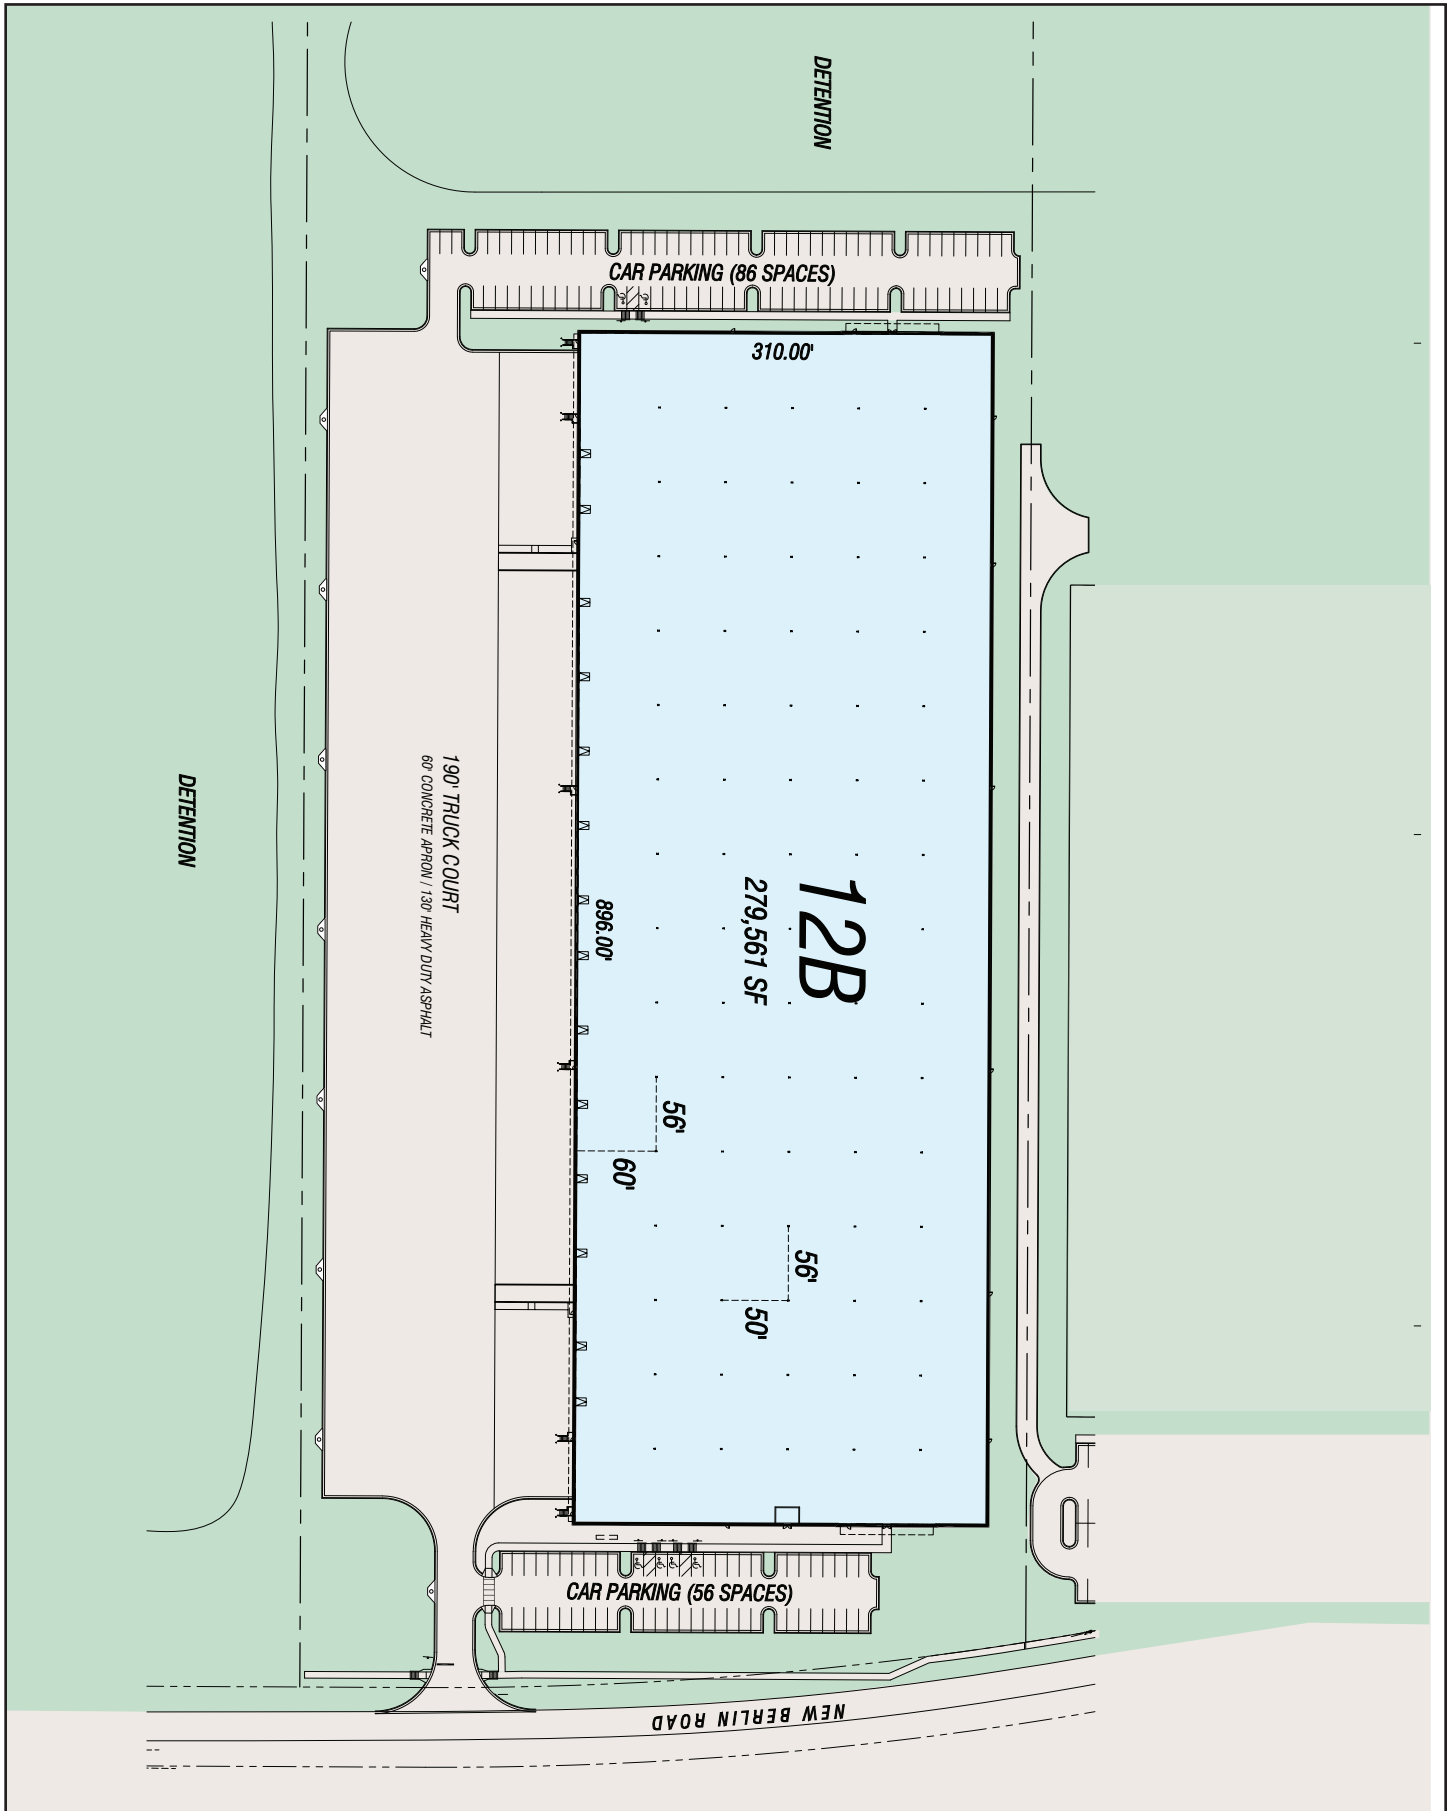 DETENTION
CAR PARKING (86 SPACES)
310.00'
DETENTION
190' TRUCK COURT
60' CONCRETE APRON / 130' HEAVY DUTY ASPHALT
896.00'
12B
279,561 SF
56'
60'
56'
50'
CAR PARKING (56 SPACES)
NEW BERLIN ROAD